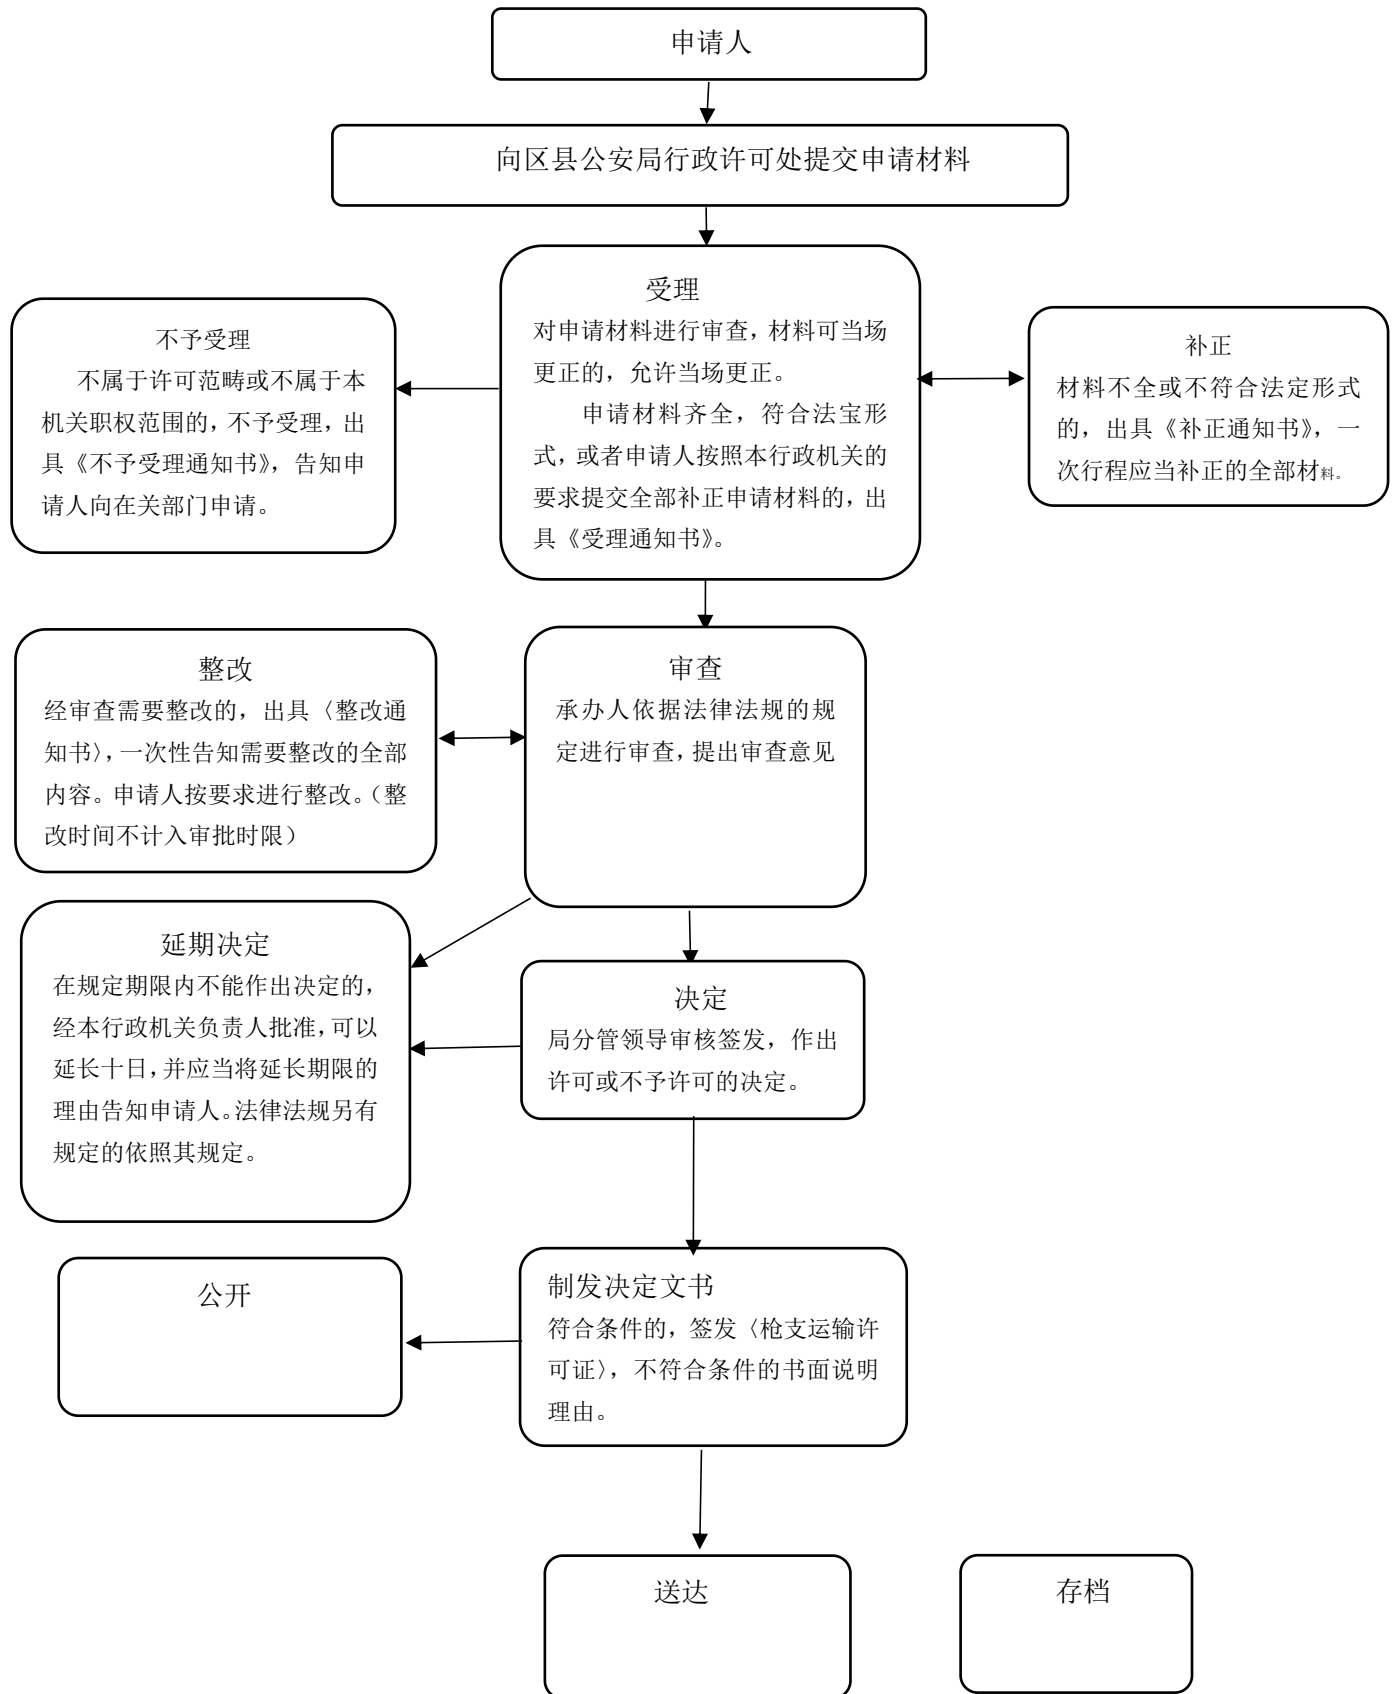 申请人
向区县公安局行政许可处提交申请材料
受理
对申请材料进行审查，材料可当场
更正的，允许当场更正。
申请材料齐全，符合法宝形
式，或者申请人按照本行政机关的
要求提交全部补正申请材料的，出
具《受理通知书》。
不予受理
不属于许可范畴或不属于本
机关职权范围的，不予受理，出
具《不予受理通知书》，告知申
请人向在关部门申请。
补正
材料不全或不符合法定形式
的，出具《补正通知书》，一
次行程应当补正的全部材料。
整改
经审查需要整改的，出具〈整改通
知书〉，一次性告知需要整改的全部
内容。申请人按要求进行整改。（整
改时间不计入审批时限）
审查
承办人依据法律法规的规
定进行审查，提出审查意见
延期决定
在规定期限内不能作出决定的，
经本行政机关负责人批准，可以
延长十日，并应当将延长期限的
理由告知申请人。法律法规另有
规定的依照其规定。
决定
局分管领导审核签发，作出
许可或不予许可的决定。
公开
制发决定文书
符合条件的，签发〈枪支运输许
可证〉，不符合条件的书面说明
理由。
送达
存档